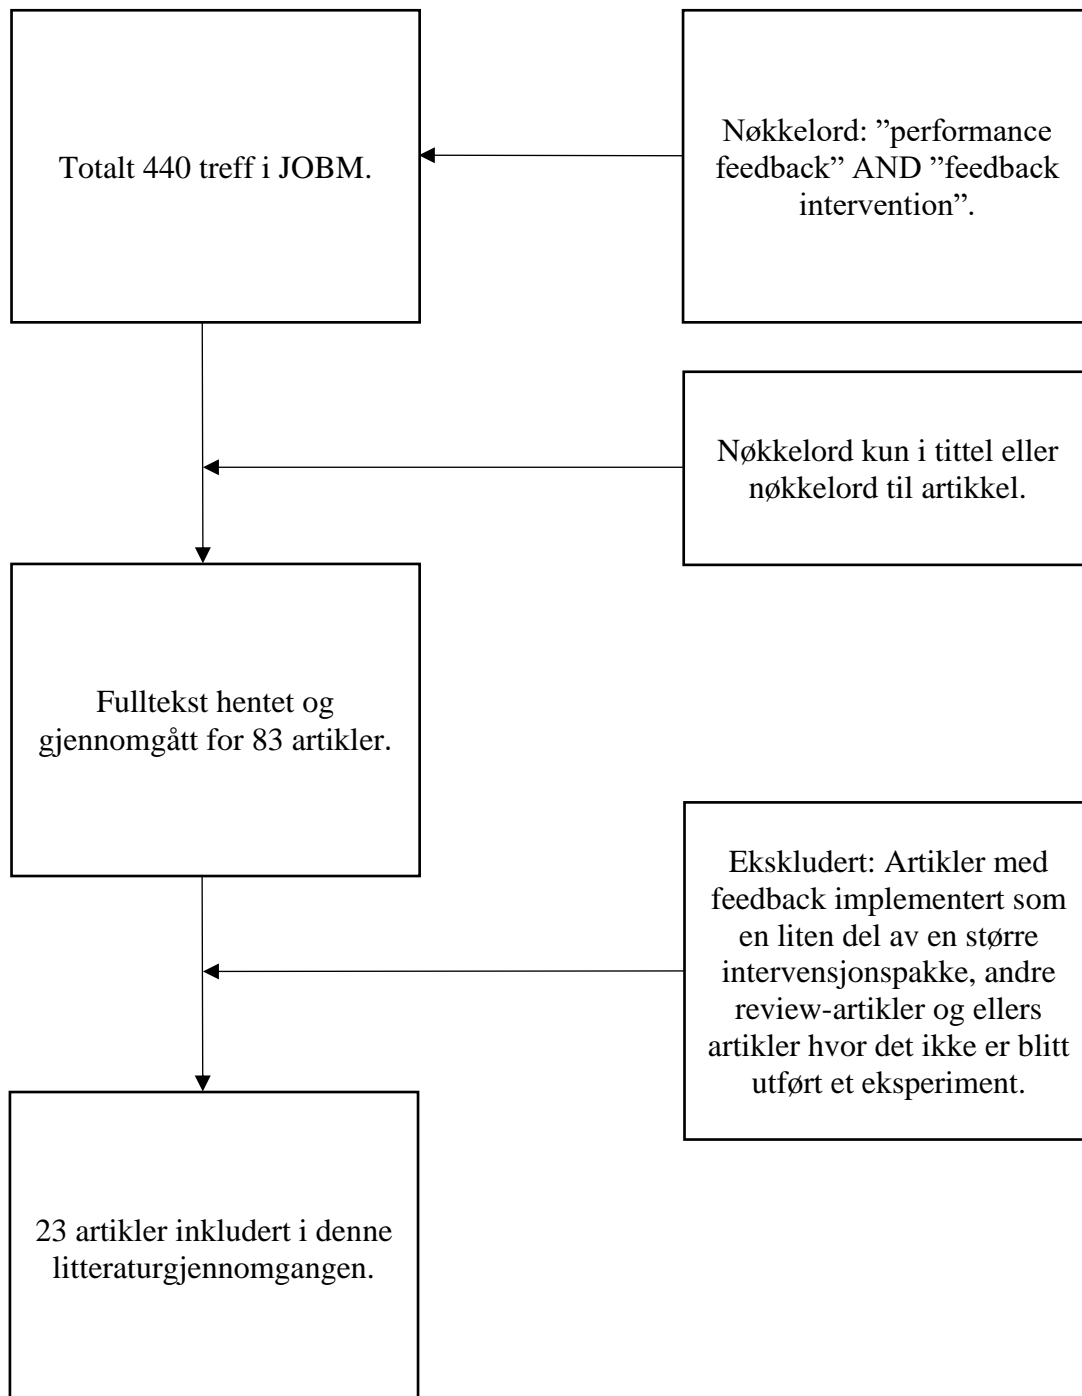 Totalt 440 treff i JOBM.
Nøkkelord: ”performance
feedback” AND ”feedback
intervention”.
Nøkkelord kun i tittel eller
nøkkelord til artikkel.
Fulltekst hentet og
gjennomgått for 83 artikler.
Ekskludert: Artikler med
feedback implementert som
en liten del av en større
intervensjonspakke, andre
review-artikler og ellers
artikler hvor det ikke er blitt
utført et eksperiment.
23 artikler inkludert i denne
litteraturgjennomgangen.